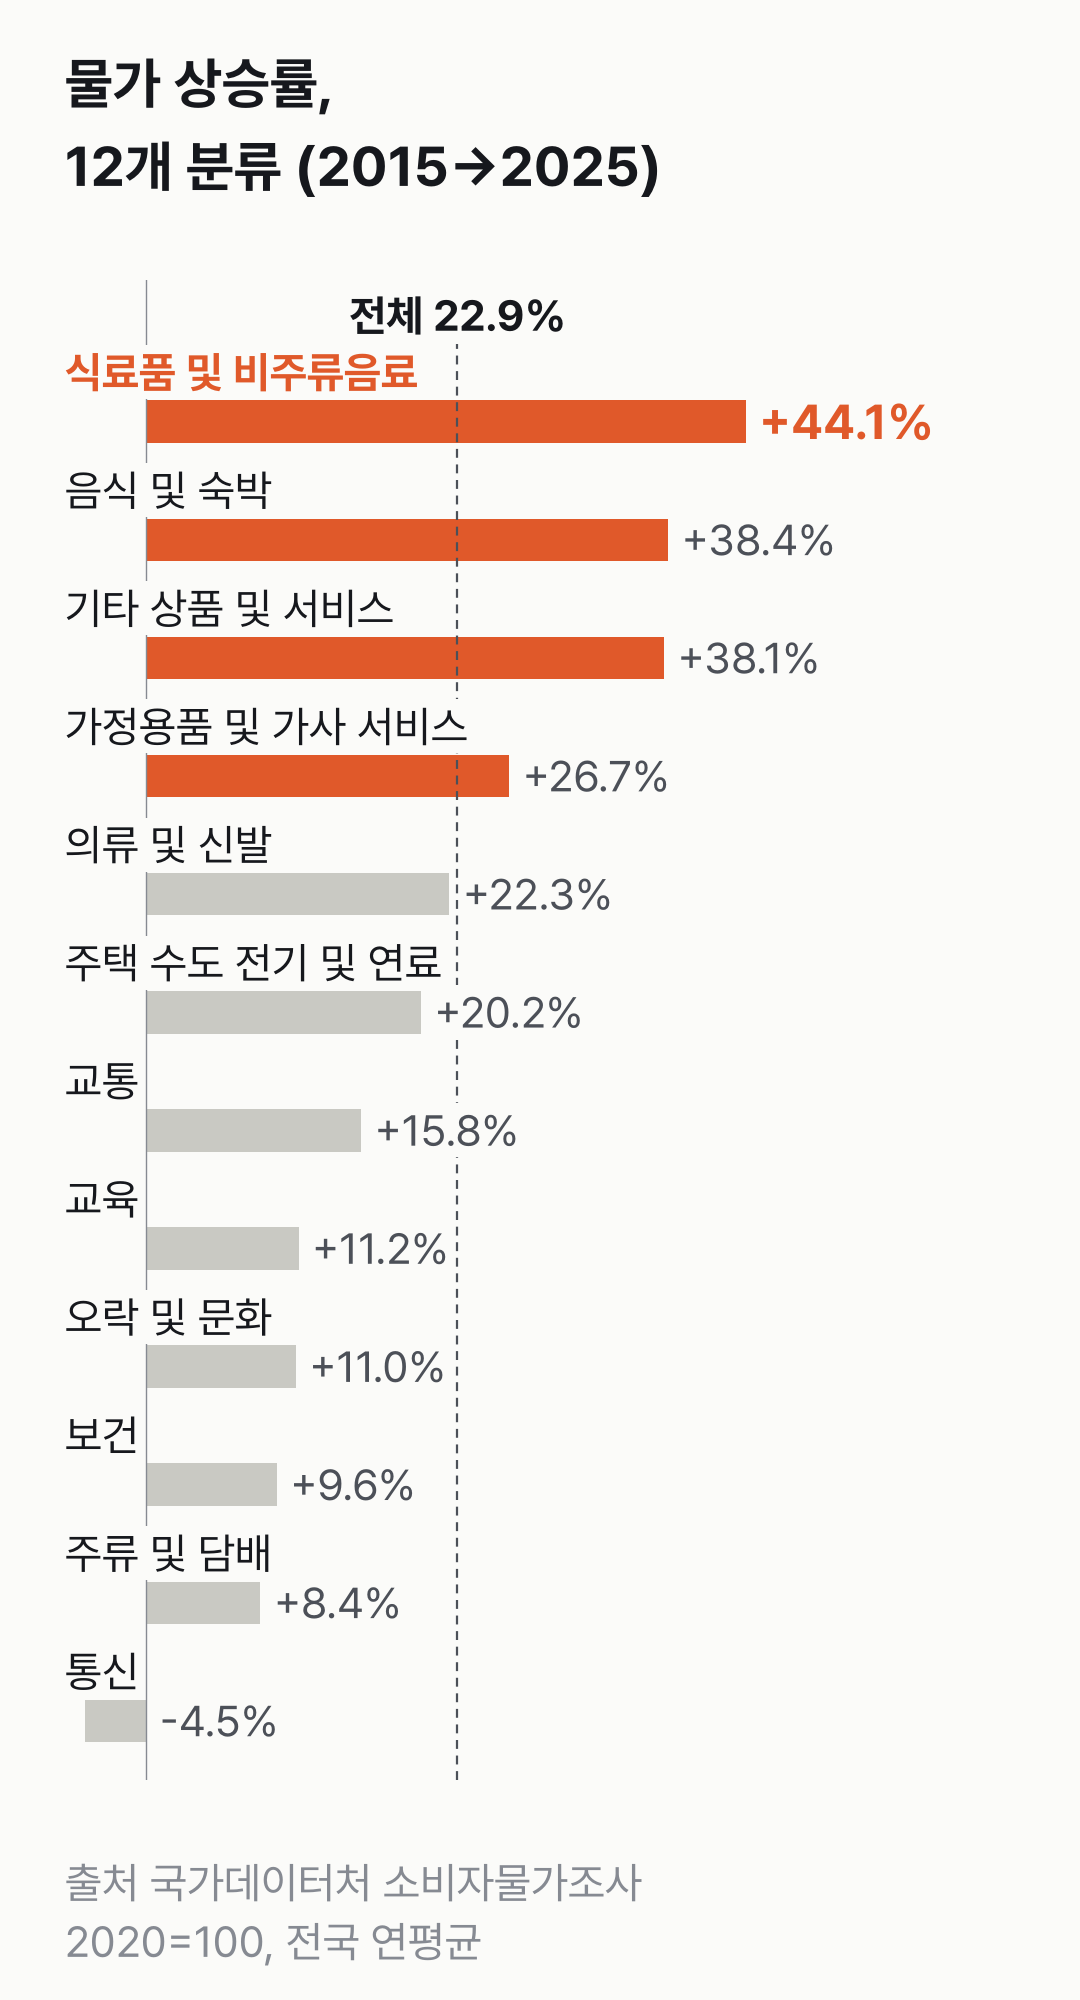 물가 상승률,
12개 분류 (2015→2025)
전체 22.9%
식료품 및 비주류음료
+44.1%
음식 및 숙박
+38.4%
기타 상품 및 서비스
+38.1%
가정용품 및 가사 서비스
+26.7%
의류 및 신발
+22.3%
주택 수도 전기 및 연료
+20.2%
교통
+15.8%
교육
+11.2%
오락 및 문화
+11.0%
보건
+9.6%
주류 및 담배
+8.4%
통신
-4.5%
출처 국가데이터처 소비자물가조사
2020=100, 전국 연평균